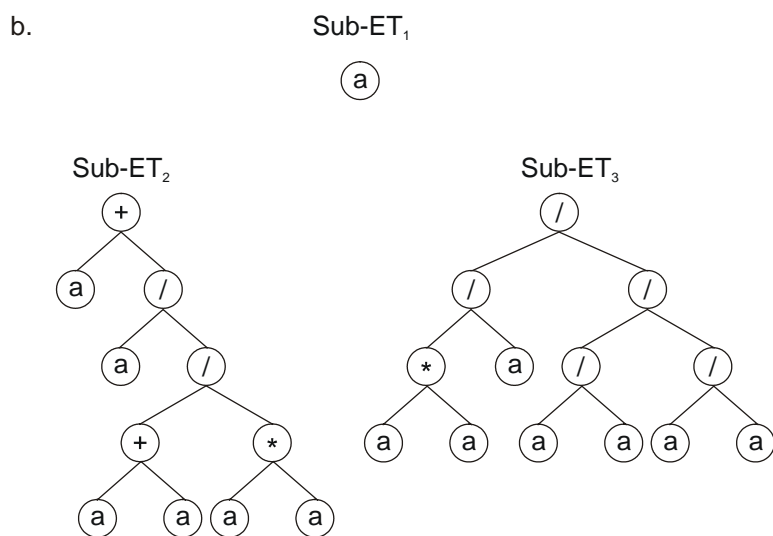 b. Sub-ET₁
a
Sub-ET₂ Sub-ET₃
+ /
a / / /
a / * a / /
+ * a a a a a a
a a a a